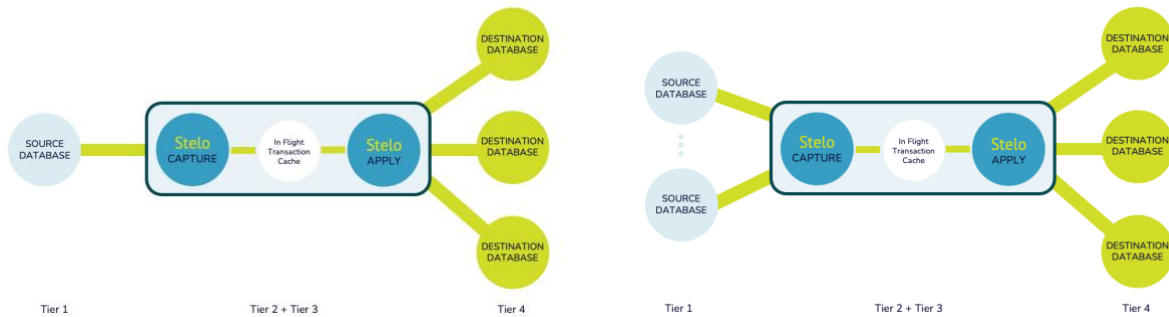 DESTINATION
DATABASE
SOURCE
DATABASE
Stelo
CAPTURE
In Flight
Transaction
Cache
Stelo
APPLY
DESTINATION
DATABASE
DESTINATION
DATABASE
Tier 1
Tier 2 + Tier 3
Tier 4
DESTINATION
DATABASE
SOURCE
DATABASE
SOURCE
DATABASE
Stelo
CAPTURE
In Flight
Transaction
Cache
Stelo
APPLY
DESTINATION
DATABASE
DESTINATION
DATABASE
Tier 1
Tier 2 + Tier 3
Tier 4